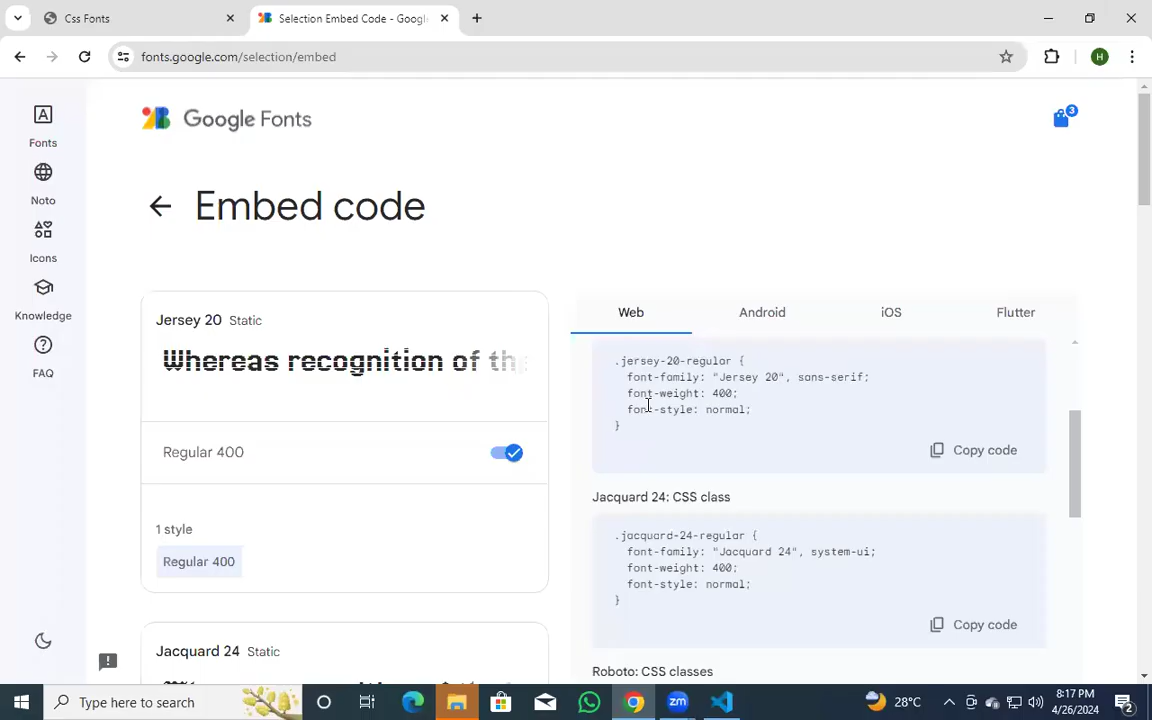 Css Fonts
Selection Embed Code - Googl
fonts.google.com/selection/embed
H
Google Fonts
3
Fonts
Noto
Icons
Knowledge
FAQ
Embed code
Jersey 20 Static
Whereas recognition of the
Regular 400
1 style
Regular 400
Jacquard 24 Static
Web
Android
iOS
Flutter
.jersey-20-regular {
font-family: "Jersey 20", sans-serif;
font-weight: 400;
font-style: normal;
}
Copy code
Jacquard 24: CSS class
.jacquard-24-regular {
font-family: "Jacquard 24", system-ui;
font-weight: 400;
font-style: normal;
}
Copy code
Roboto: CSS classes
Type here to search
zm
28°C
8:17 PM
4/26/2024
2